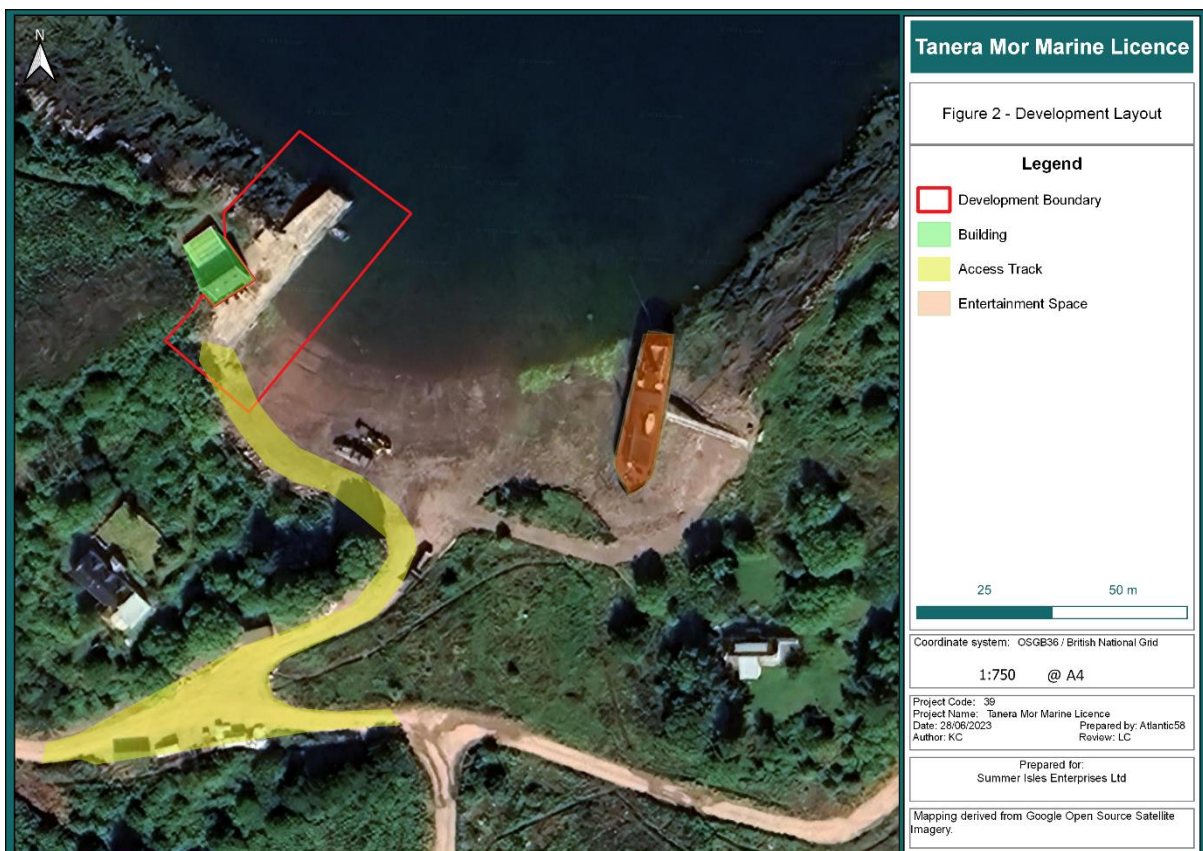 N
Tanera Mor Marine Licence
Figure 2 - Development Layout
Legend
Development Boundary
Building
Access Track
Entertainment Space
25 50 m
Coordinate system: OSGB36 / British National Grid
1:750 @ A4
Project Code: 39
Project Name: Tanera Mor Marine Licence
Date: 28/06/2023 Prepared by: Atlantic58
Author: KC Review: LC
Prepared for:
Summer Isles Enterprises Ltd
Mapping derived from Google Open Source Satellite
Imagery.